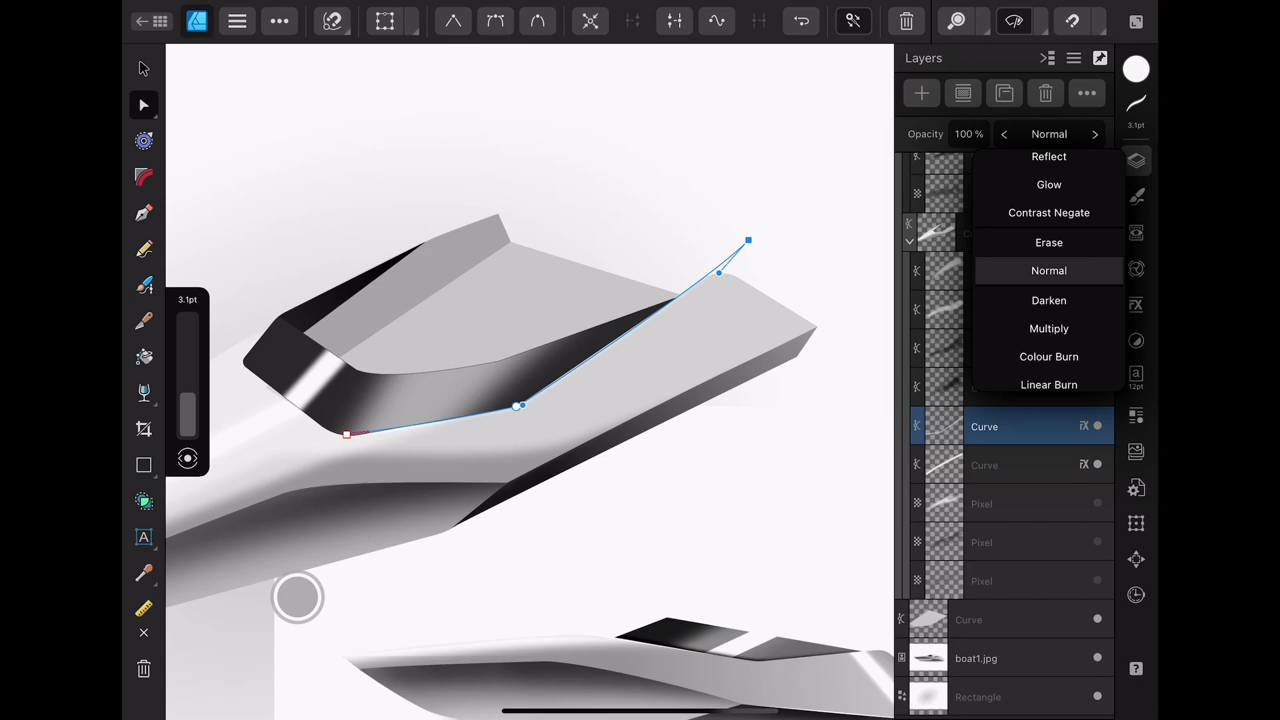 Layers
Opacity 100 % Normal
3.1pt
Reflect
Glow
Contrast Negate
Erase
Normal
Darken
Multiply
Colour Burn
Linear Burn
3.1pt
12pt
Curve
Curve
Pixel
Pixel
Pixel
Curve
boat1.jpg
Rectangle